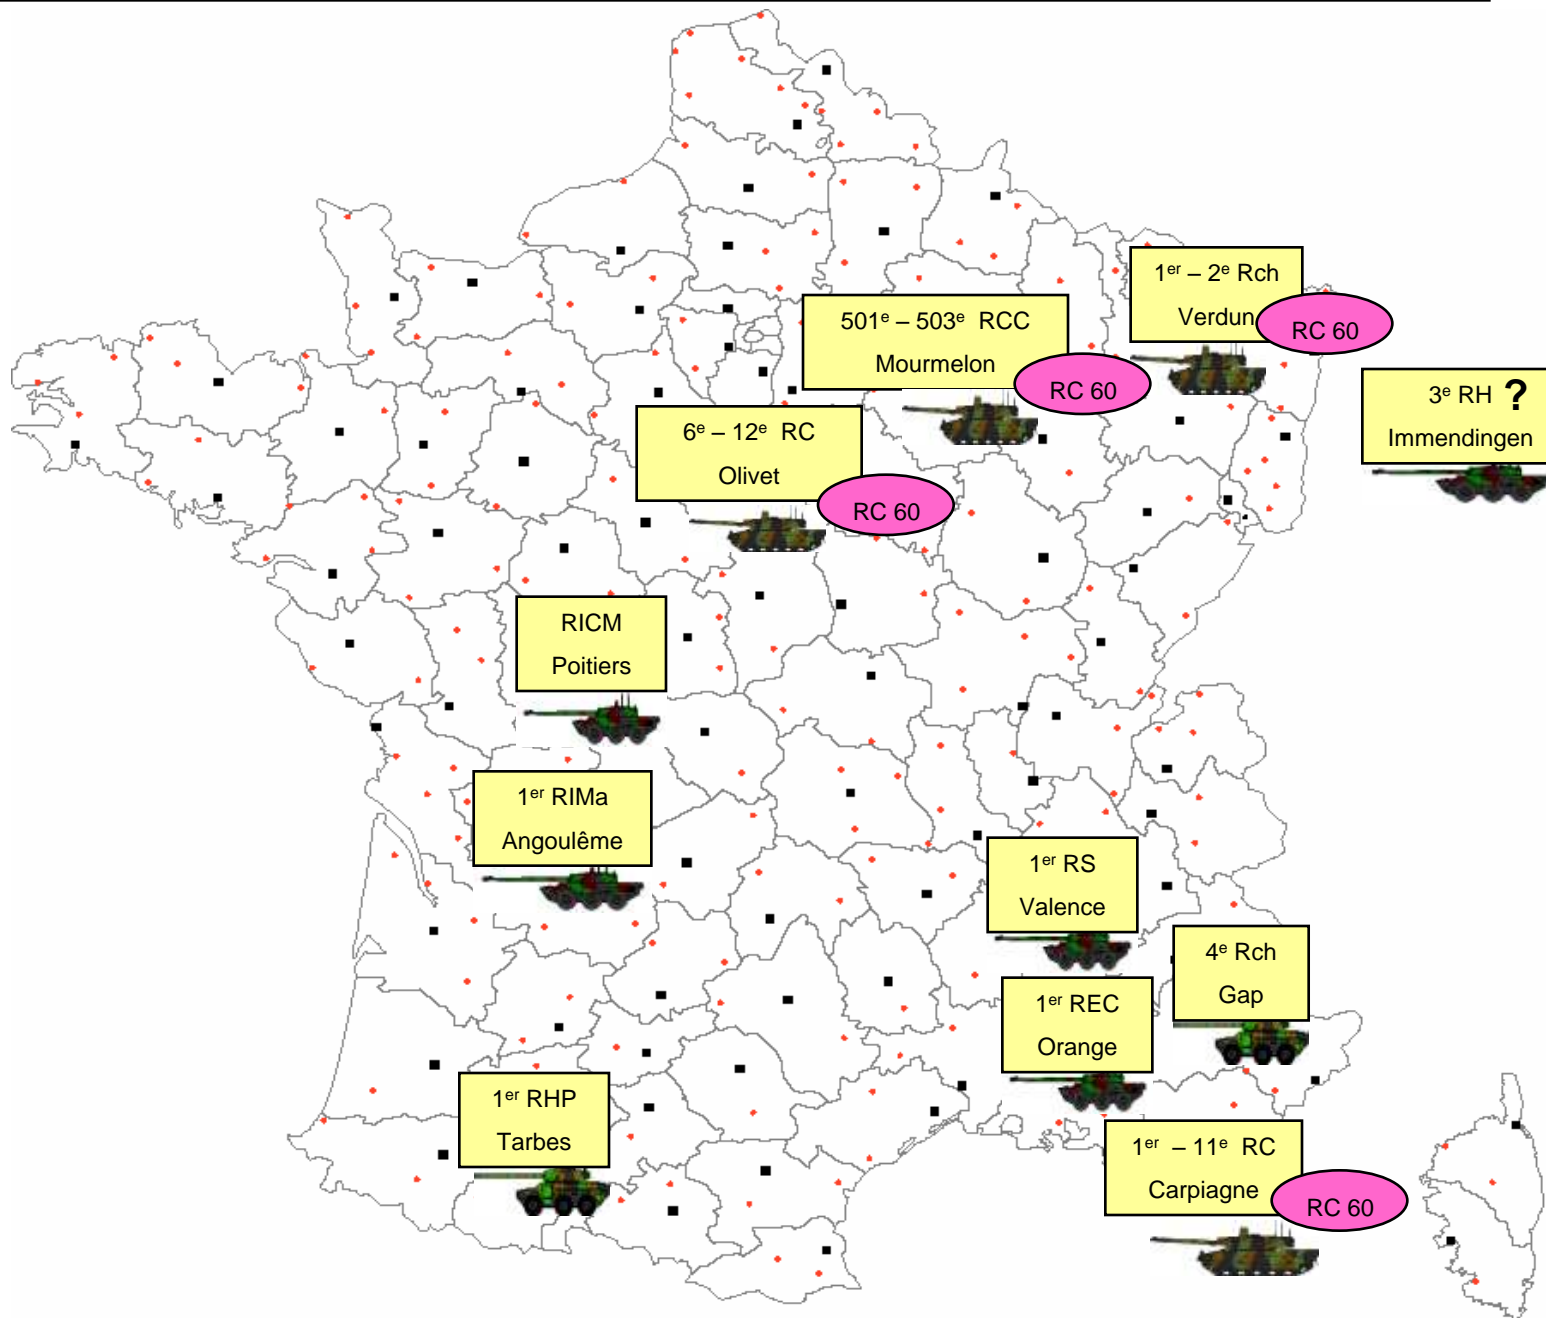 1er – 2e Rch
Verdun
RC 60
501e – 503e RCC
Mourmelon
RC 60
3e RH ?
Immendingen
6e – 12e RC
Olivet
RC 60
RICM
Poitiers
1er RIMa
Angoulême
1er RS
Valence
4e Rch
Gap
1er REC
Orange
1er RHP
Tarbes
1er – 11e RC
Carpiagne
RC 60